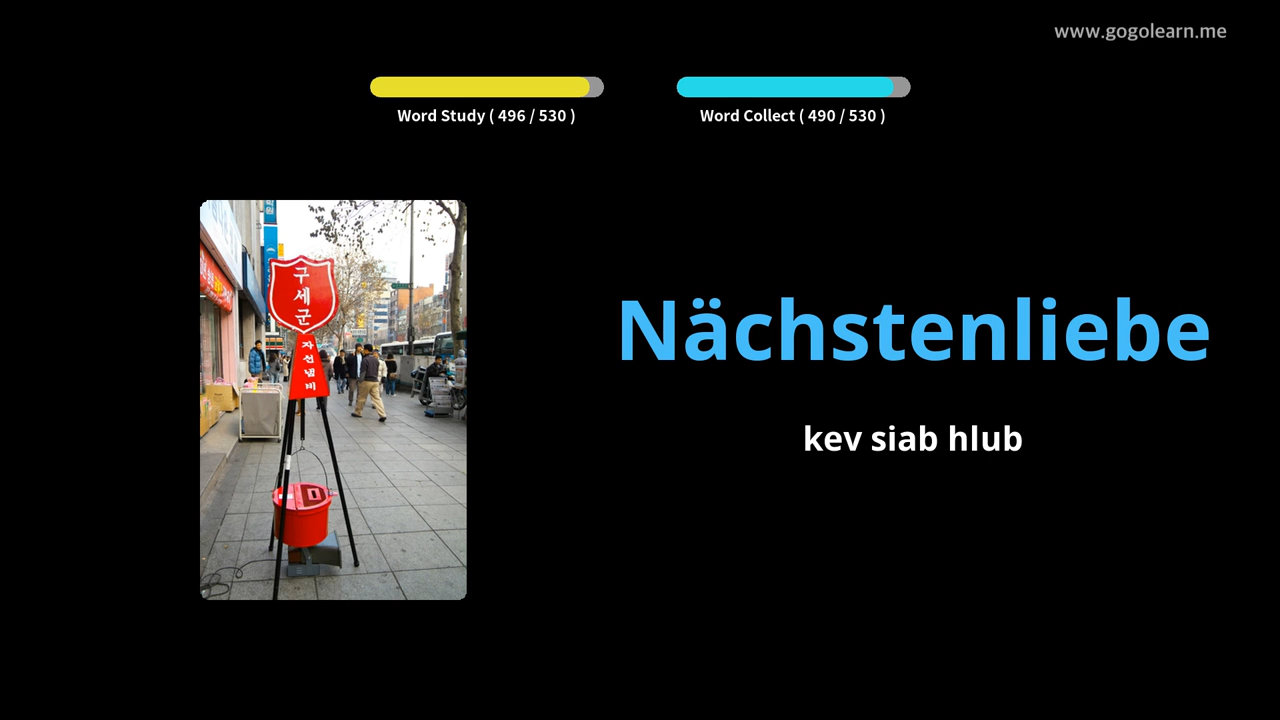 www.gogolearn.me
Word Study ( 496 / 530 )
Word Collect ( 490 / 530 )
구
세
군
자
선
냄
비
Nächstenliebe
kev siab hlub